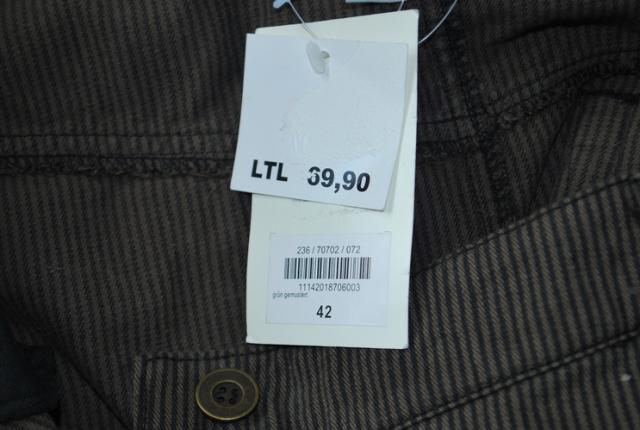 LTL 69,90
236 / 70702 / 072
11142018706003
grün gemustert
42